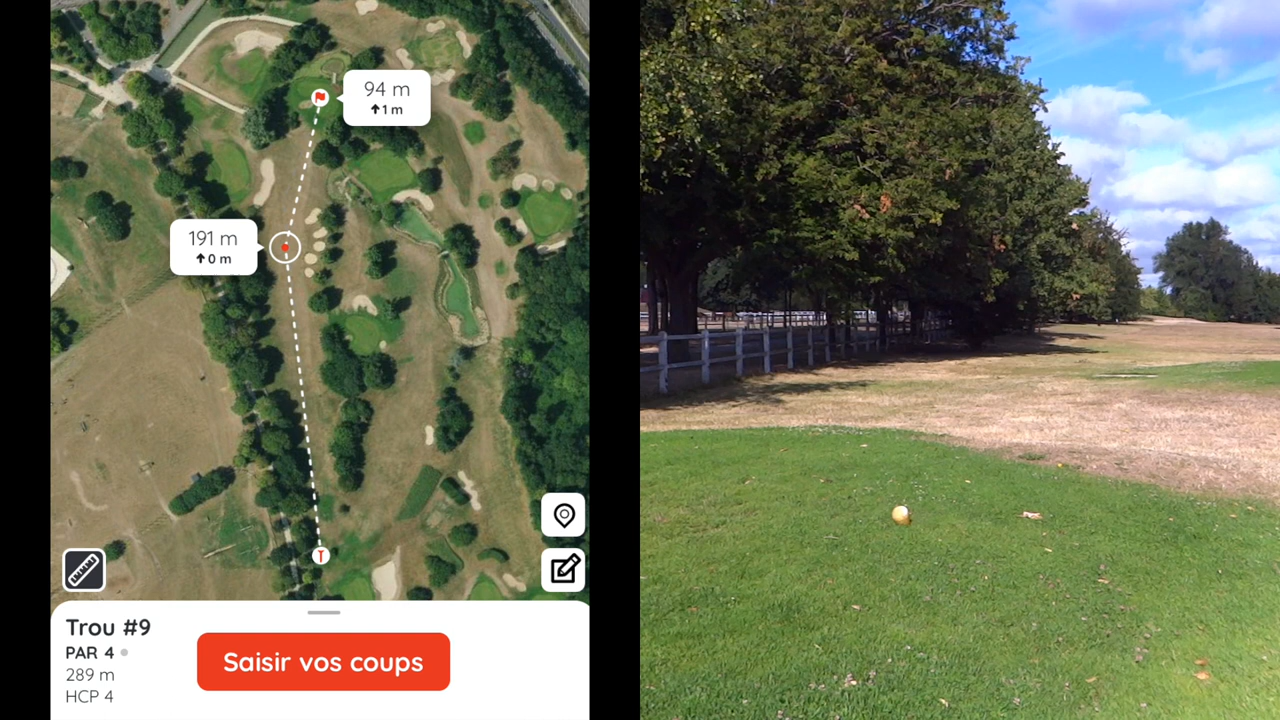 94 m
↑1 m
191 m
↑0 m
Trou #9
PAR 4
289 m
HCP 4
Saisir vos coups